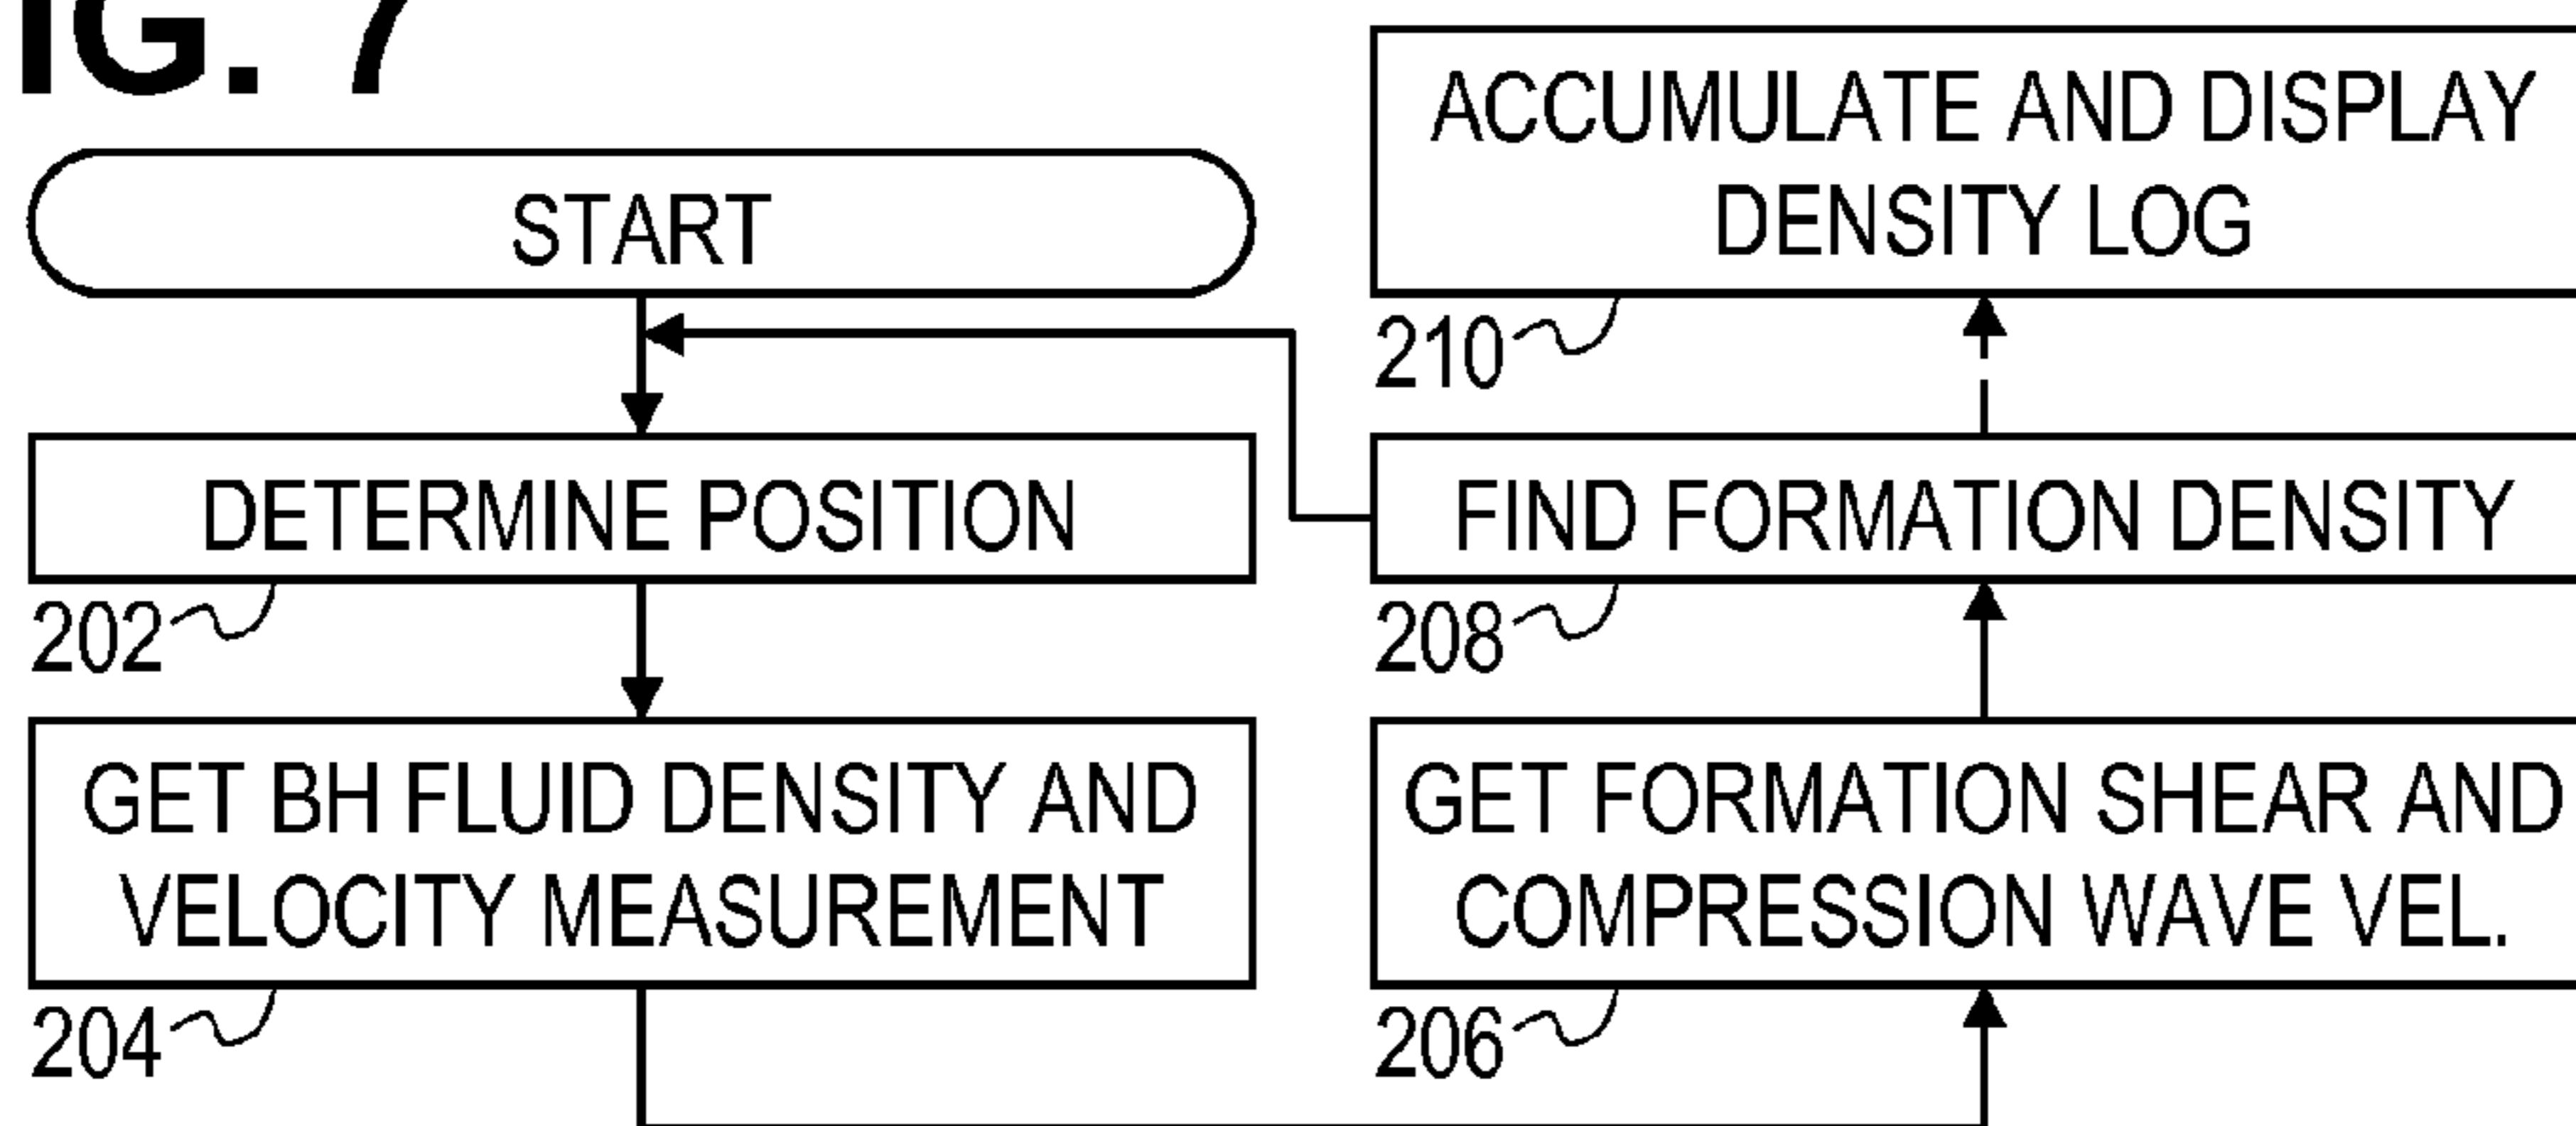 IG. 7
START
DETERMINE POSITION
202
GET BH FLUID DENSITY AND
VELOCITY MEASUREMENT
204
ACCUMULATE AND DISPLAY
DENSITY LOG
210
FIND FORMATION DENSITY
208
GET FORMATION SHEAR AND
COMPRESSION WAVE VEL.
206